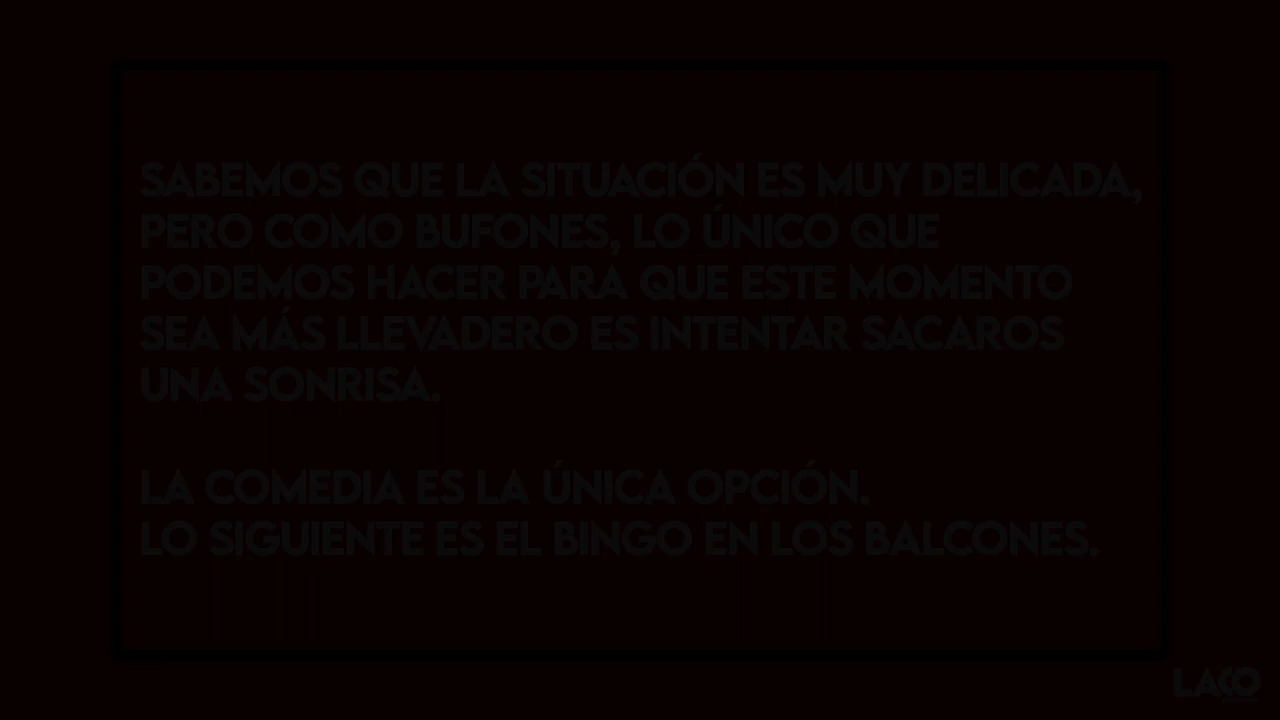 SABEMOS QUE LA SITUACIÓN ES MUY DELICADA,
PERO COMO BUFONES, LO ÚNICO QUE
PODEMOS HACER PARA QUE ESTE MOMENTO
SEA MÁS LLEVADERO ES INTENTAR SACAROS
UNA SONRISA.
LA COMEDIA ES LA ÚNICA OPCIÓN.
LO SIGUIENTE ES EL BINGO EN LOS BALCONES.
LACO